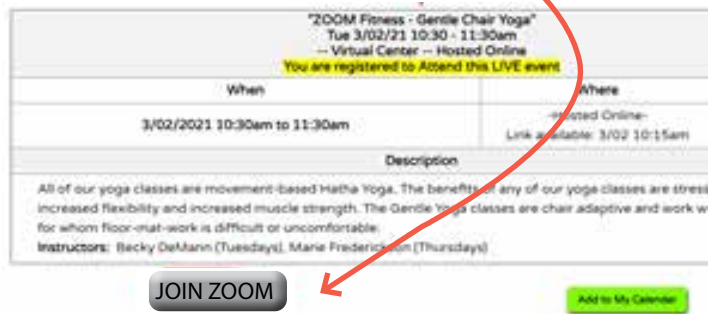 "ZOOM Fitness - Gentle Chair Yoga"
Tue 3/02/21 10:30 - 11:30am
-- Virtual Center -- Hosted Online
You are registered to Attend this LIVE event
When
Where
3/02/2021 10:30am to 11:30am
-Hosted Online-
Link available: 3/02 10:15am
Description
All of our yoga classes are movement-based Hatha Yoga. The benefits of any of our yoga classes are stress
increased flexibility and increased muscle strength. The Gentle Yoga classes are chair adaptive and work w
for whom floor-mat-work is difficult or uncomfortable.
Instructors: Becky DeMann (Tuesdays), Marie Frederickson (Thursdays)
JOIN ZOOM
Add to My Calendar